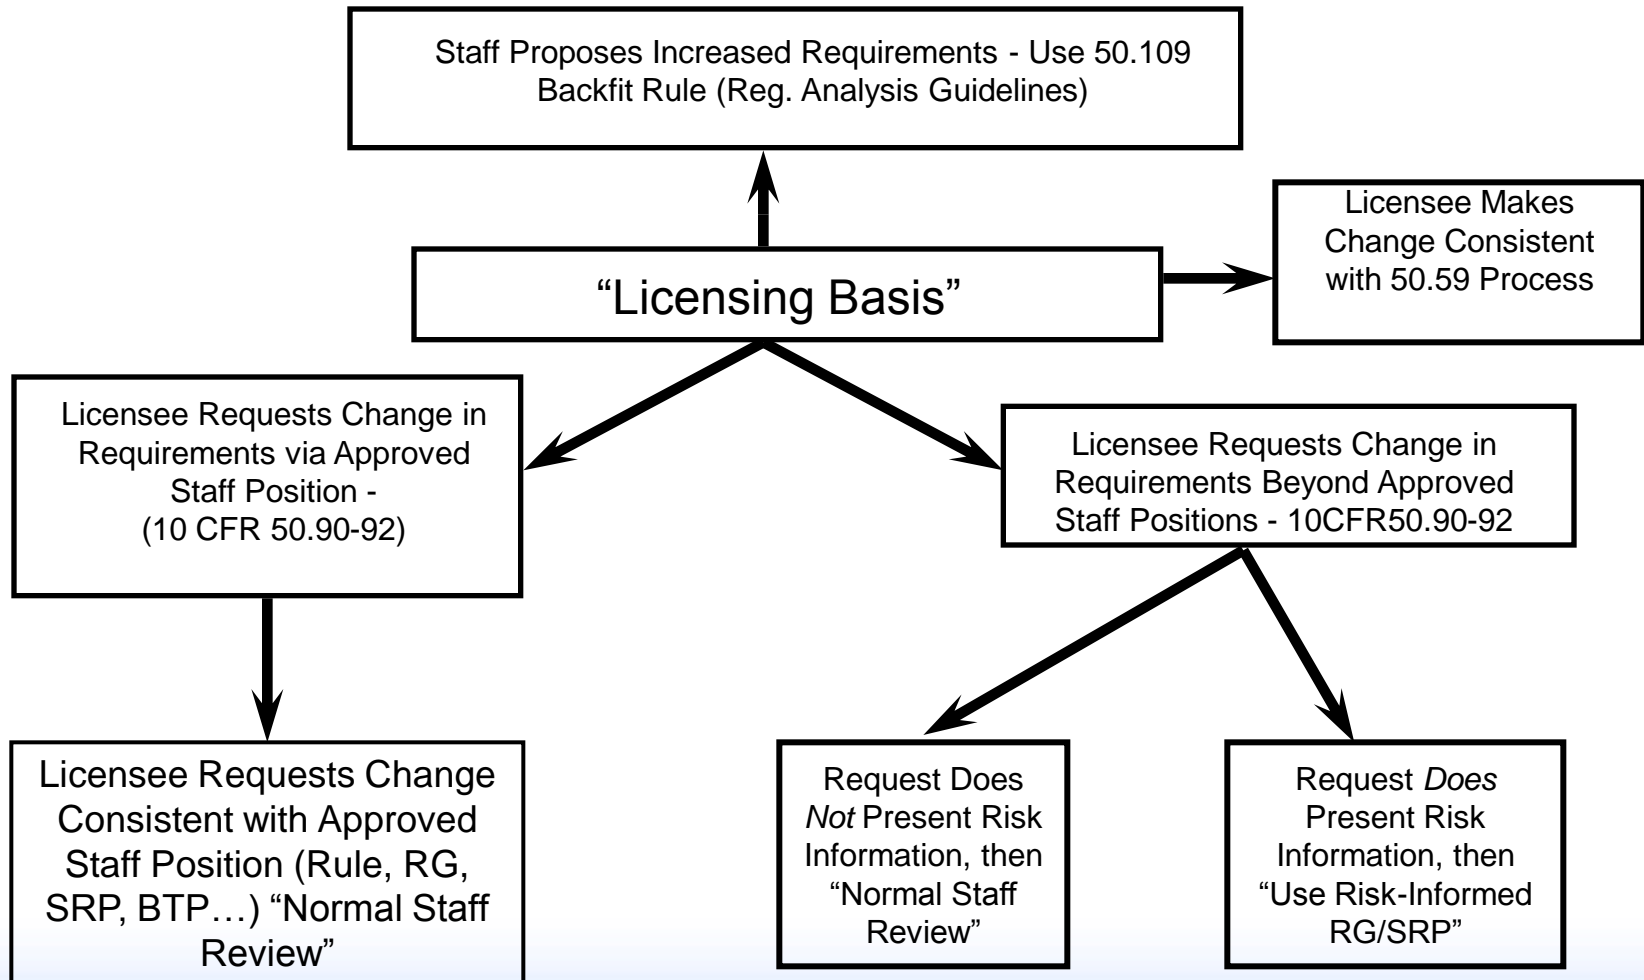 Staff Proposes Increased Requirements - Use 50.109
Backfit Rule (Reg. Analysis Guidelines)
Licensee Makes
Change Consistent
with 50.59 Process
“Licensing Basis”
Licensee Requests Change in
Requirements via Approved
Staff Position -
(10 CFR 50.90-92)
Licensee Requests Change in
Requirements Beyond Approved
Staff Positions - 10CFR50.90-92
Licensee Requests Change
Consistent with Approved
Staff Position (Rule, RG,
SRP, BTP…) “Normal Staff
Review”
Request Does
Not Present Risk
Information, then
“Normal Staff
Review”
Request Does
Present Risk
Information, then
“Use Risk-Informed
RG/SRP”